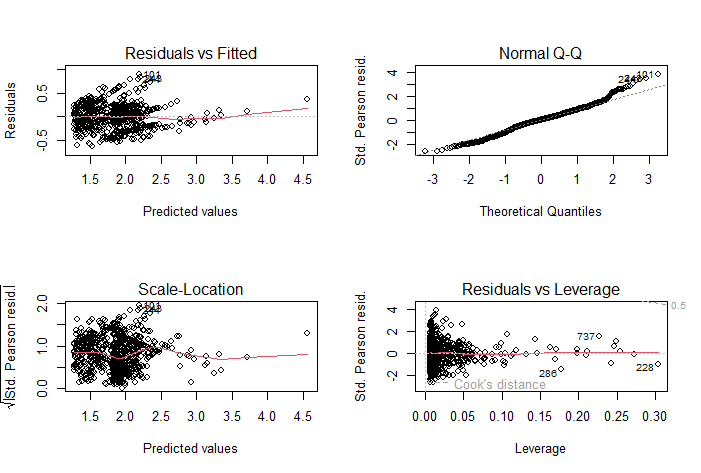 Residuals vs Fitted
Residuals
-0.5
0.5
191
1.5 2.0 2.5 3.0 3.5 4.0 4.5
Predicted values
Normal Q-Q
Std. Pearson resid.
-2 0 2 4
191
-3 -2 -1 0 1 2 3
Theoretical Quantiles
Scale-Location
√|Std. Pearson resid.|
0.0 1.0 2.0
191
1.5 2.0 2.5 3.0 3.5 4.0 4.5
Predicted values
Residuals vs Leverage
Std. Pearson resid.
-2 0 2 4
0.5
737
286
228
Cook's distance
0.00 0.05 0.10 0.15 0.20 0.25 0.30
Leverage